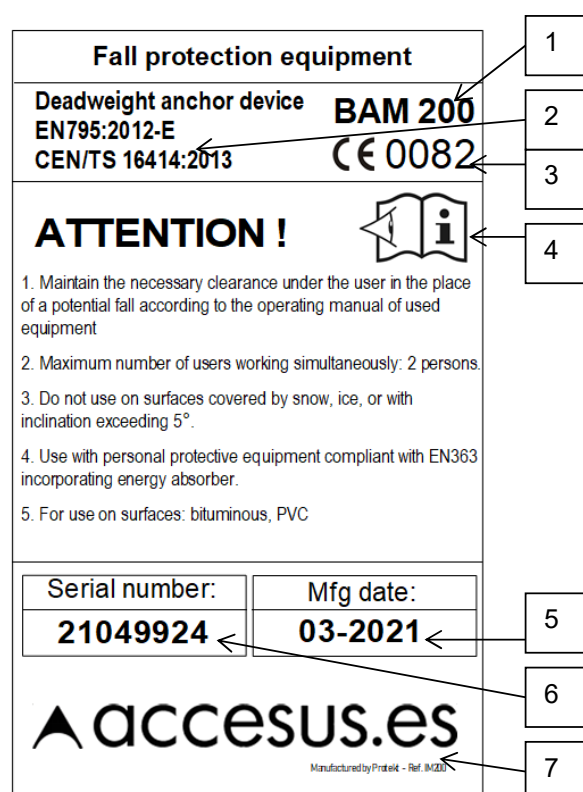 Fall protection equipment
Deadweight anchor device
EN795:2012-E
CEN/TS 16414:2013
BAM 200
CE 0082
1
2
3
ATTENTION !
i
4
1. Maintain the necessary clearance under the user in the place
of a potential fall according to the operating manual of used
equipment
2. Maximum number of users working simultaneously: 2 persons.
3. Do not use on surfaces covered by snow, ice, or with
inclination exceeding 5°.
4. Use with personal protective equipment compliant with EN363
incorporating energy absorber.
5. For use on surfaces: bituminous, PVC
Serial number:
21049924
Mfg date:
03-2021
5
6
accesus.es
Manufactured by Protekt - Ref. IM200
7